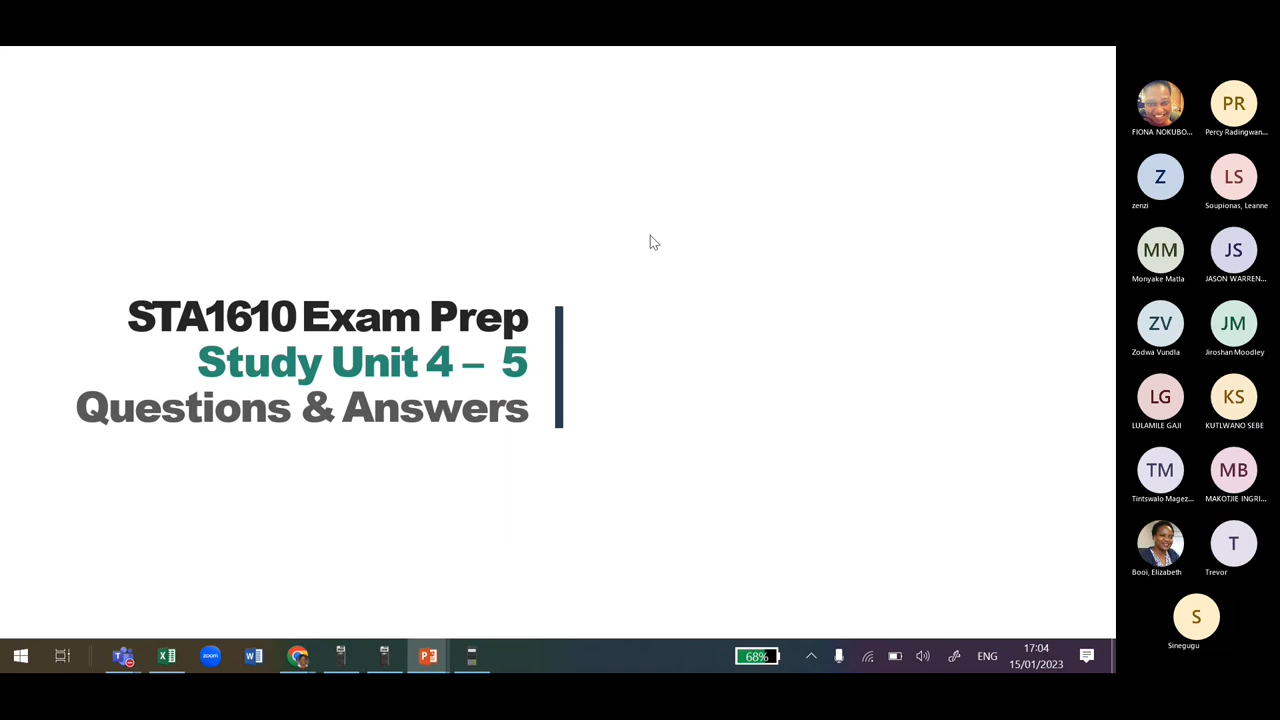 STA1610 Exam Prep
Study Unit 4 – 5
Questions & Answers
FIONA NOKUBO...
PR
Percy Radingwan...
Z
zenzi
LS
Soupionas, Leanne
MM
Monyake Matla
JS
JASON WARREN...
ZV
Zodwa Vundla
JM
Jiroshan Moodley
LG
LULAMILE GAJI
KS
KUTLWANO SEBE
TM
Tintswalo Magez...
MB
MAKOTJIE INGRI...
Booi, Elizabeth
T
Trevor
S
Sinegugu
zoom
68%
ENG
17:04
15/01/2023